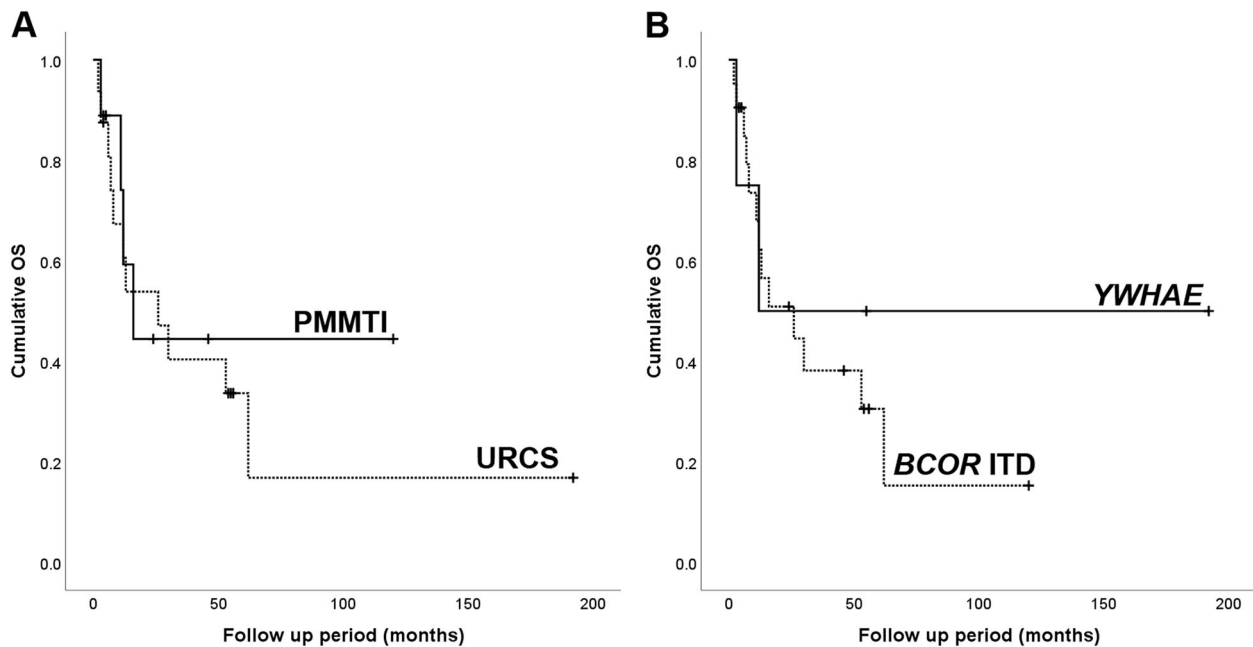 A
Cumulative OS
1.0
0.8
0.6
0.4
0.2
0.0
PMMTI
URCS
0 50 100 150 200
Follow up period (months)
B
Cumulative OS
1.0
0.8
0.6
0.4
0.2
0.0
YWHAE
BCOR ITD
0 50 100 150 200
Follow up period (months)